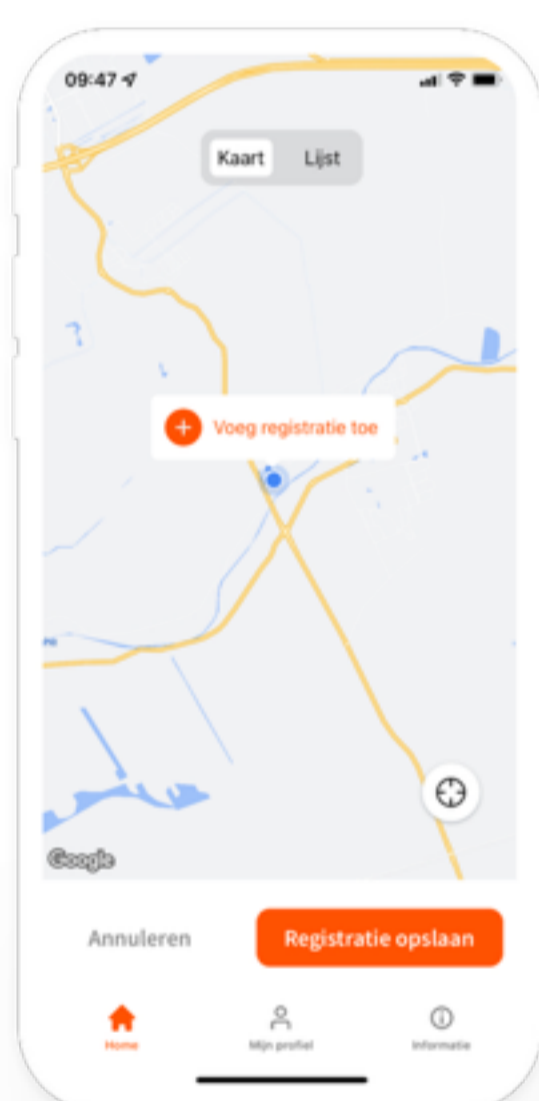 09:47
Kaart Lijst
Voeg registratie toe
Google
Annuleren Registratie opslaan
Home Mijn profiel Informatie